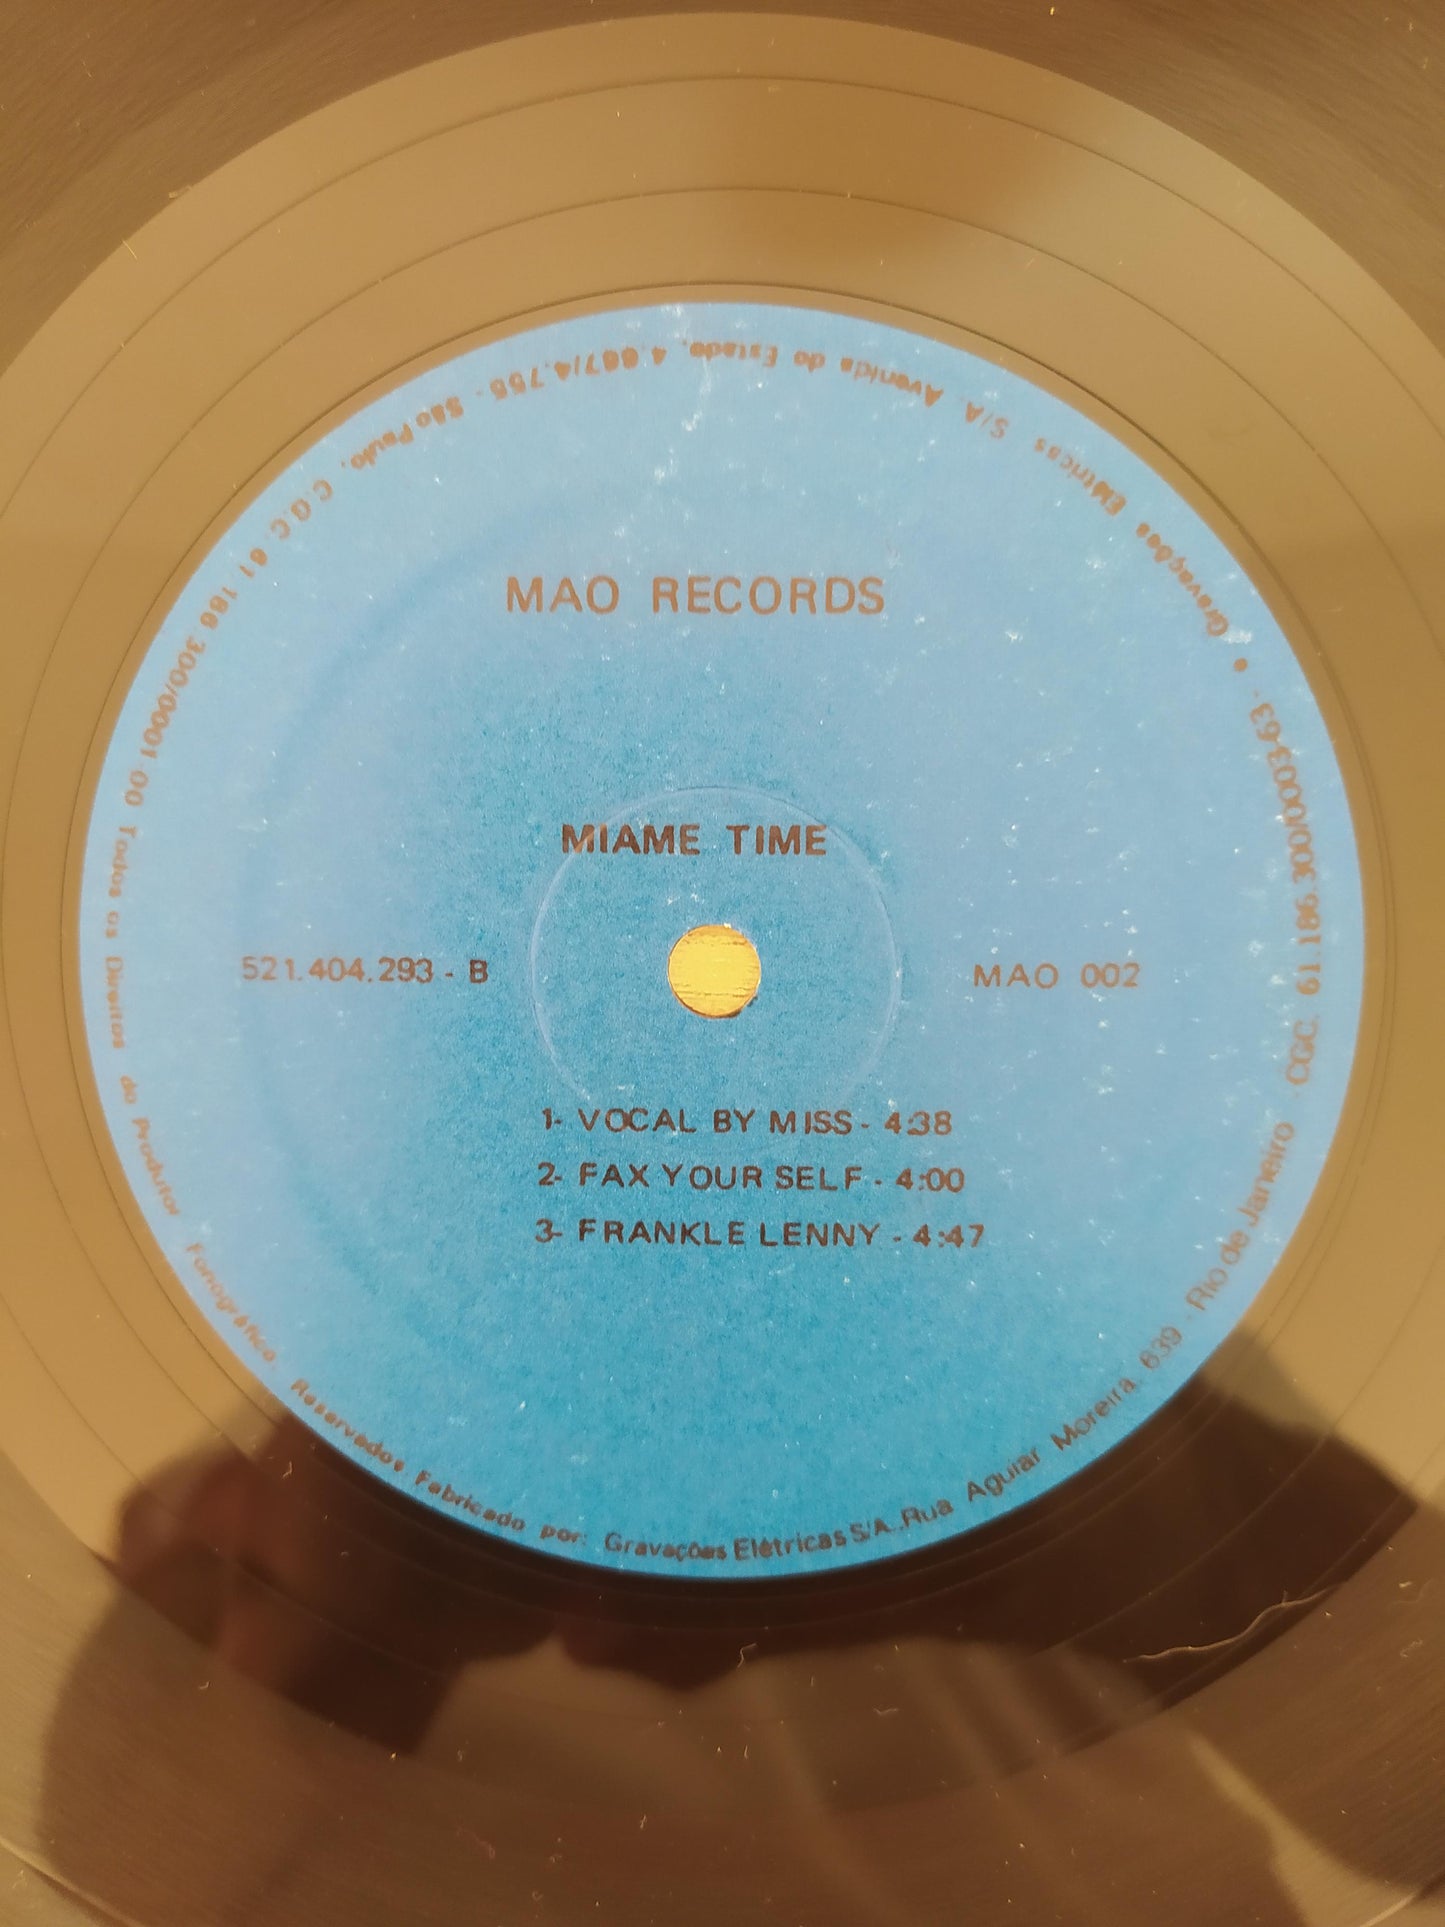 MAO RECORDS
MIAME TIME
521.404.293 - B
MAO 002
1- VOCAL BY MISS - 4:38
2- FAX YOUR SELF - 4:00
3- FRANKLE LENNY - 4:47
• Gravações Elétricas S/A. Avenida do Estado, 4.667/4.755 - São Paulo, C.G.C. 61 186 300/0001-00 Todos os Direitos do Produtor Fonográfico. Reservados Fabricado por: Gravações Elétricas S/A. Rua Aguiar Moreira, 639 - Rio de Janeiro CGC. 61.186.300/0003-63 -